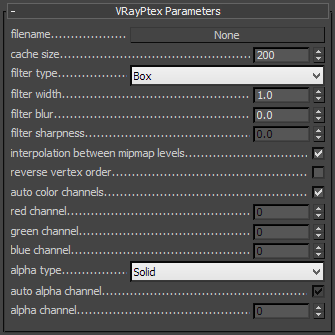 - VRayPtex Parameters
filename None
cache size 200
filter type Box
filter width 1.0
filter blur 0.0
filter sharpness 0.0
interpolation between mipmap levels
reverse vertex order
auto color channels
red channel 0
green channel 0
blue channel 0
alpha type Solid
auto alpha channel
alpha channel 0